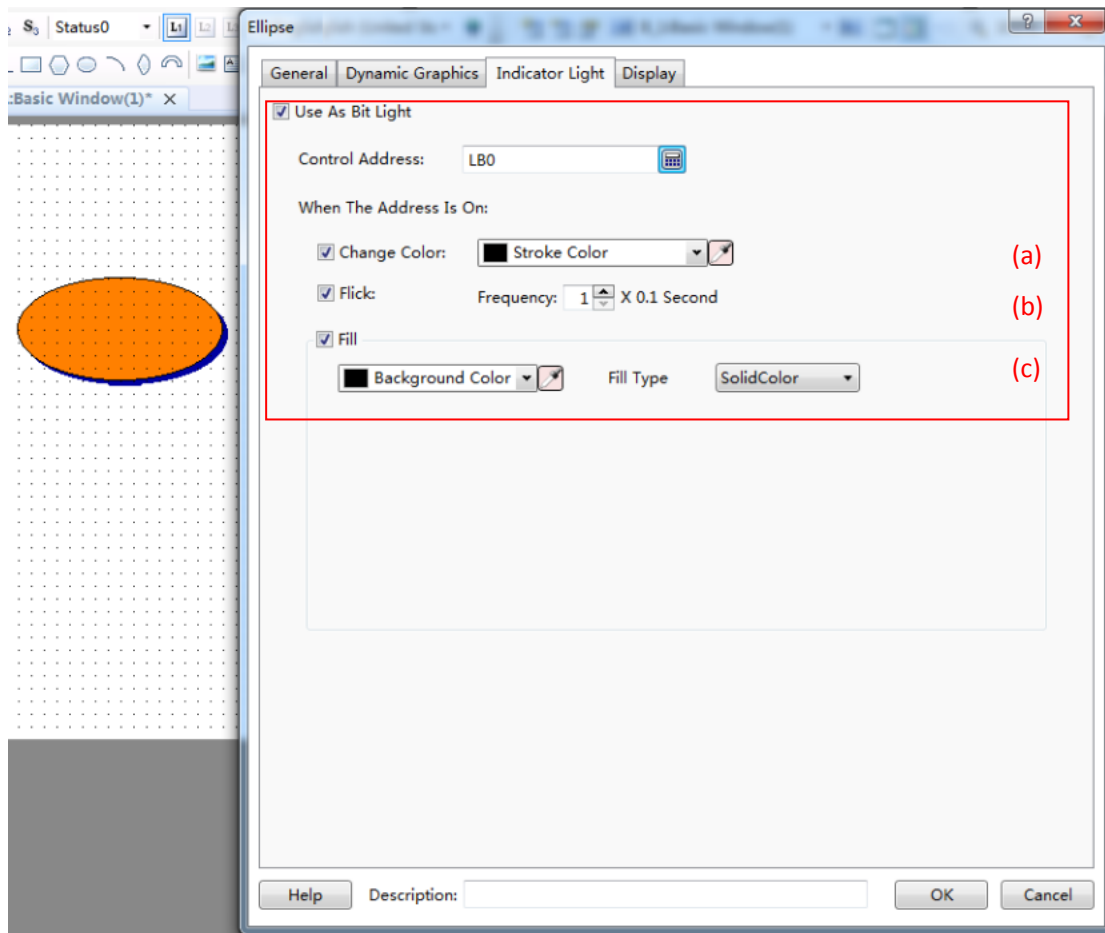 S₃ Status0 L1 L2
Ellipse
:Basic Window(1)* X
General Dynamic Graphics Indicator Light Display
Use As Bit Light
Control Address: LB0
When The Address Is On:
Change Color: Stroke Color (a)
Flick: Frequency: 1 X 0.1 Second (b)
Fill
Background Color Fill Type SolidColor (c)
Help Description: OK Cancel